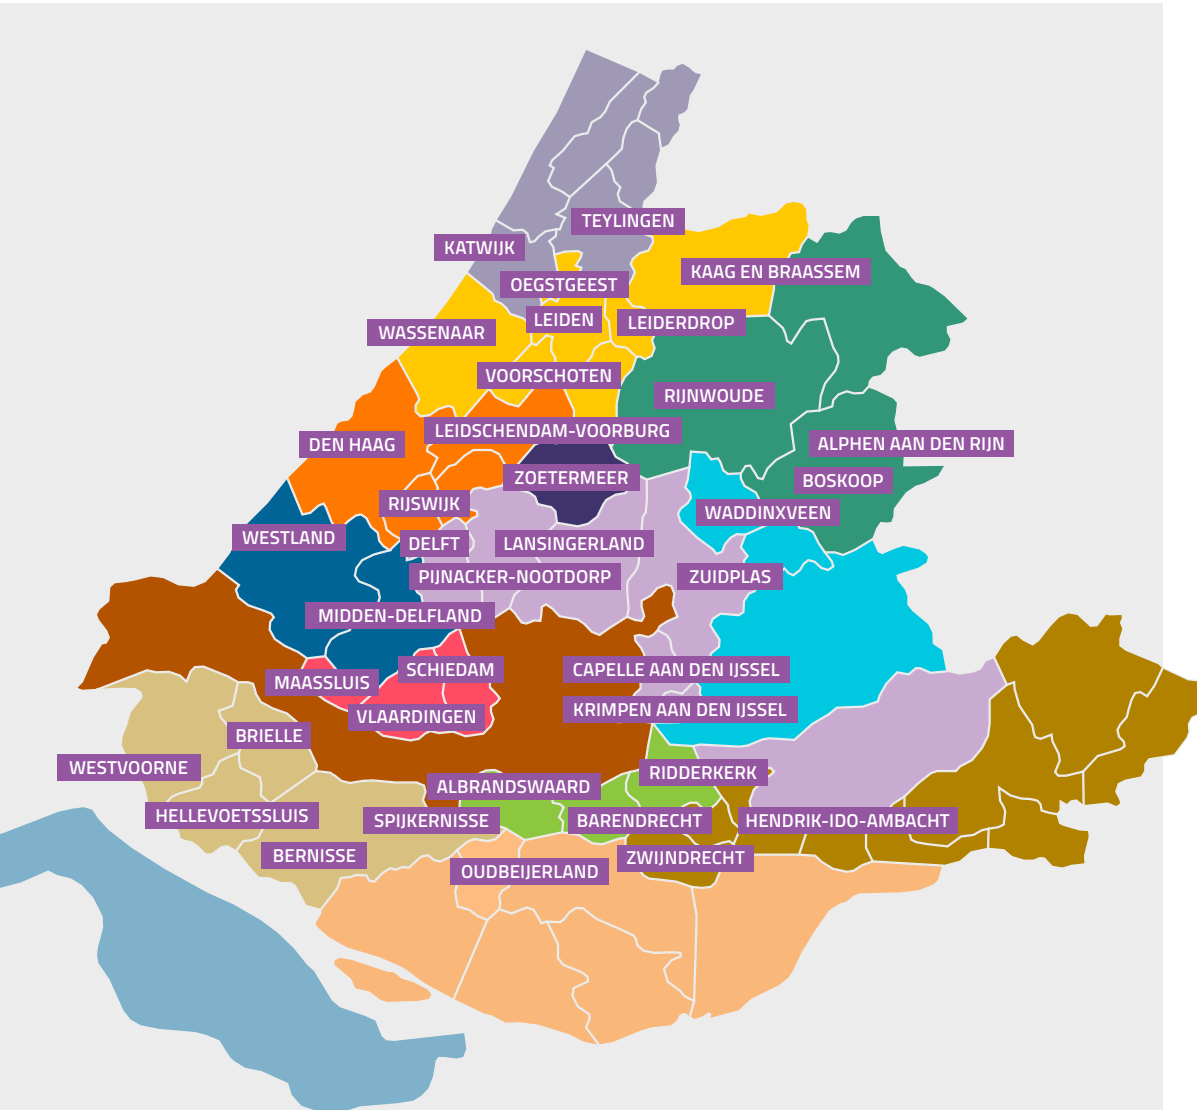 TEYLINGEN
KATWIJK
KAAG EN BRAASSEM
OEGSTGEEST
LEIDEN
LEIDERDROP
WASSENAAR
VOORSCHOTEN
RIJNWOUDE
LEIDSCHENDAM-VOORBURG
DEN HAAG
ALPHEN AAN DEN RIJN
ZOETERMEER
BOSKOOP
RIJSWIJK
WADDINXVEEN
WESTLAND
DELFT
LANSINGERLAND
PIJNACKER-NOOTDORP
ZUIDPLAS
MIDDEN-DELFLAND
SCHIEDAM
CAPELLE AAN DEN IJSSEL
MAASSLUIS
VLAARDINGEN
KRIMPEN AAN DEN IJSSEL
BRIELLE
WESTVOORNE
RIDDERKERK
ALBRANDSWAARD
HELLEVOETSSLUIS
SPIJKERNISSE
BARENDRECHT
HENDRIK-IDO-AMBACHT
BERNISSE
ZWIJNDRECHT
OUDBEIJERLAND